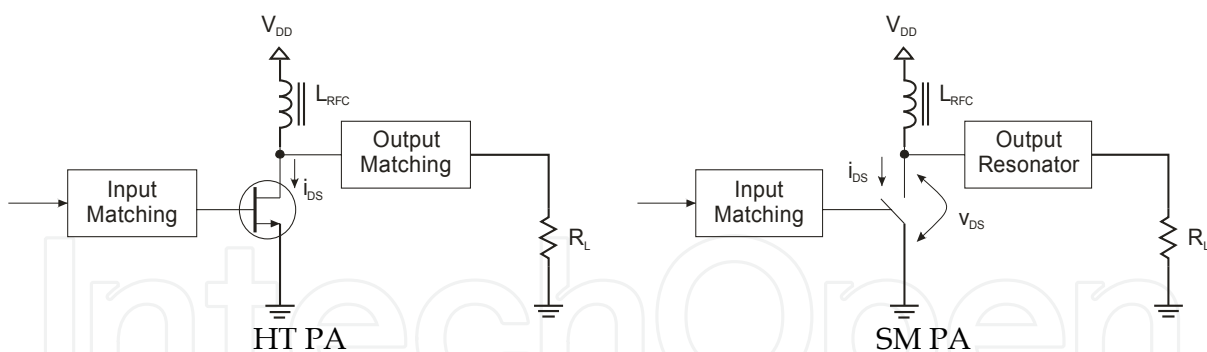 V_DD
L_RFC
Output
Matching
i_DS
Input
Matching
R_L
HT PA
V_DD
L_RFC
Output
Resonator
i_DS
v_DS
Input
Matching
R_L
SM PA
IntechOpen